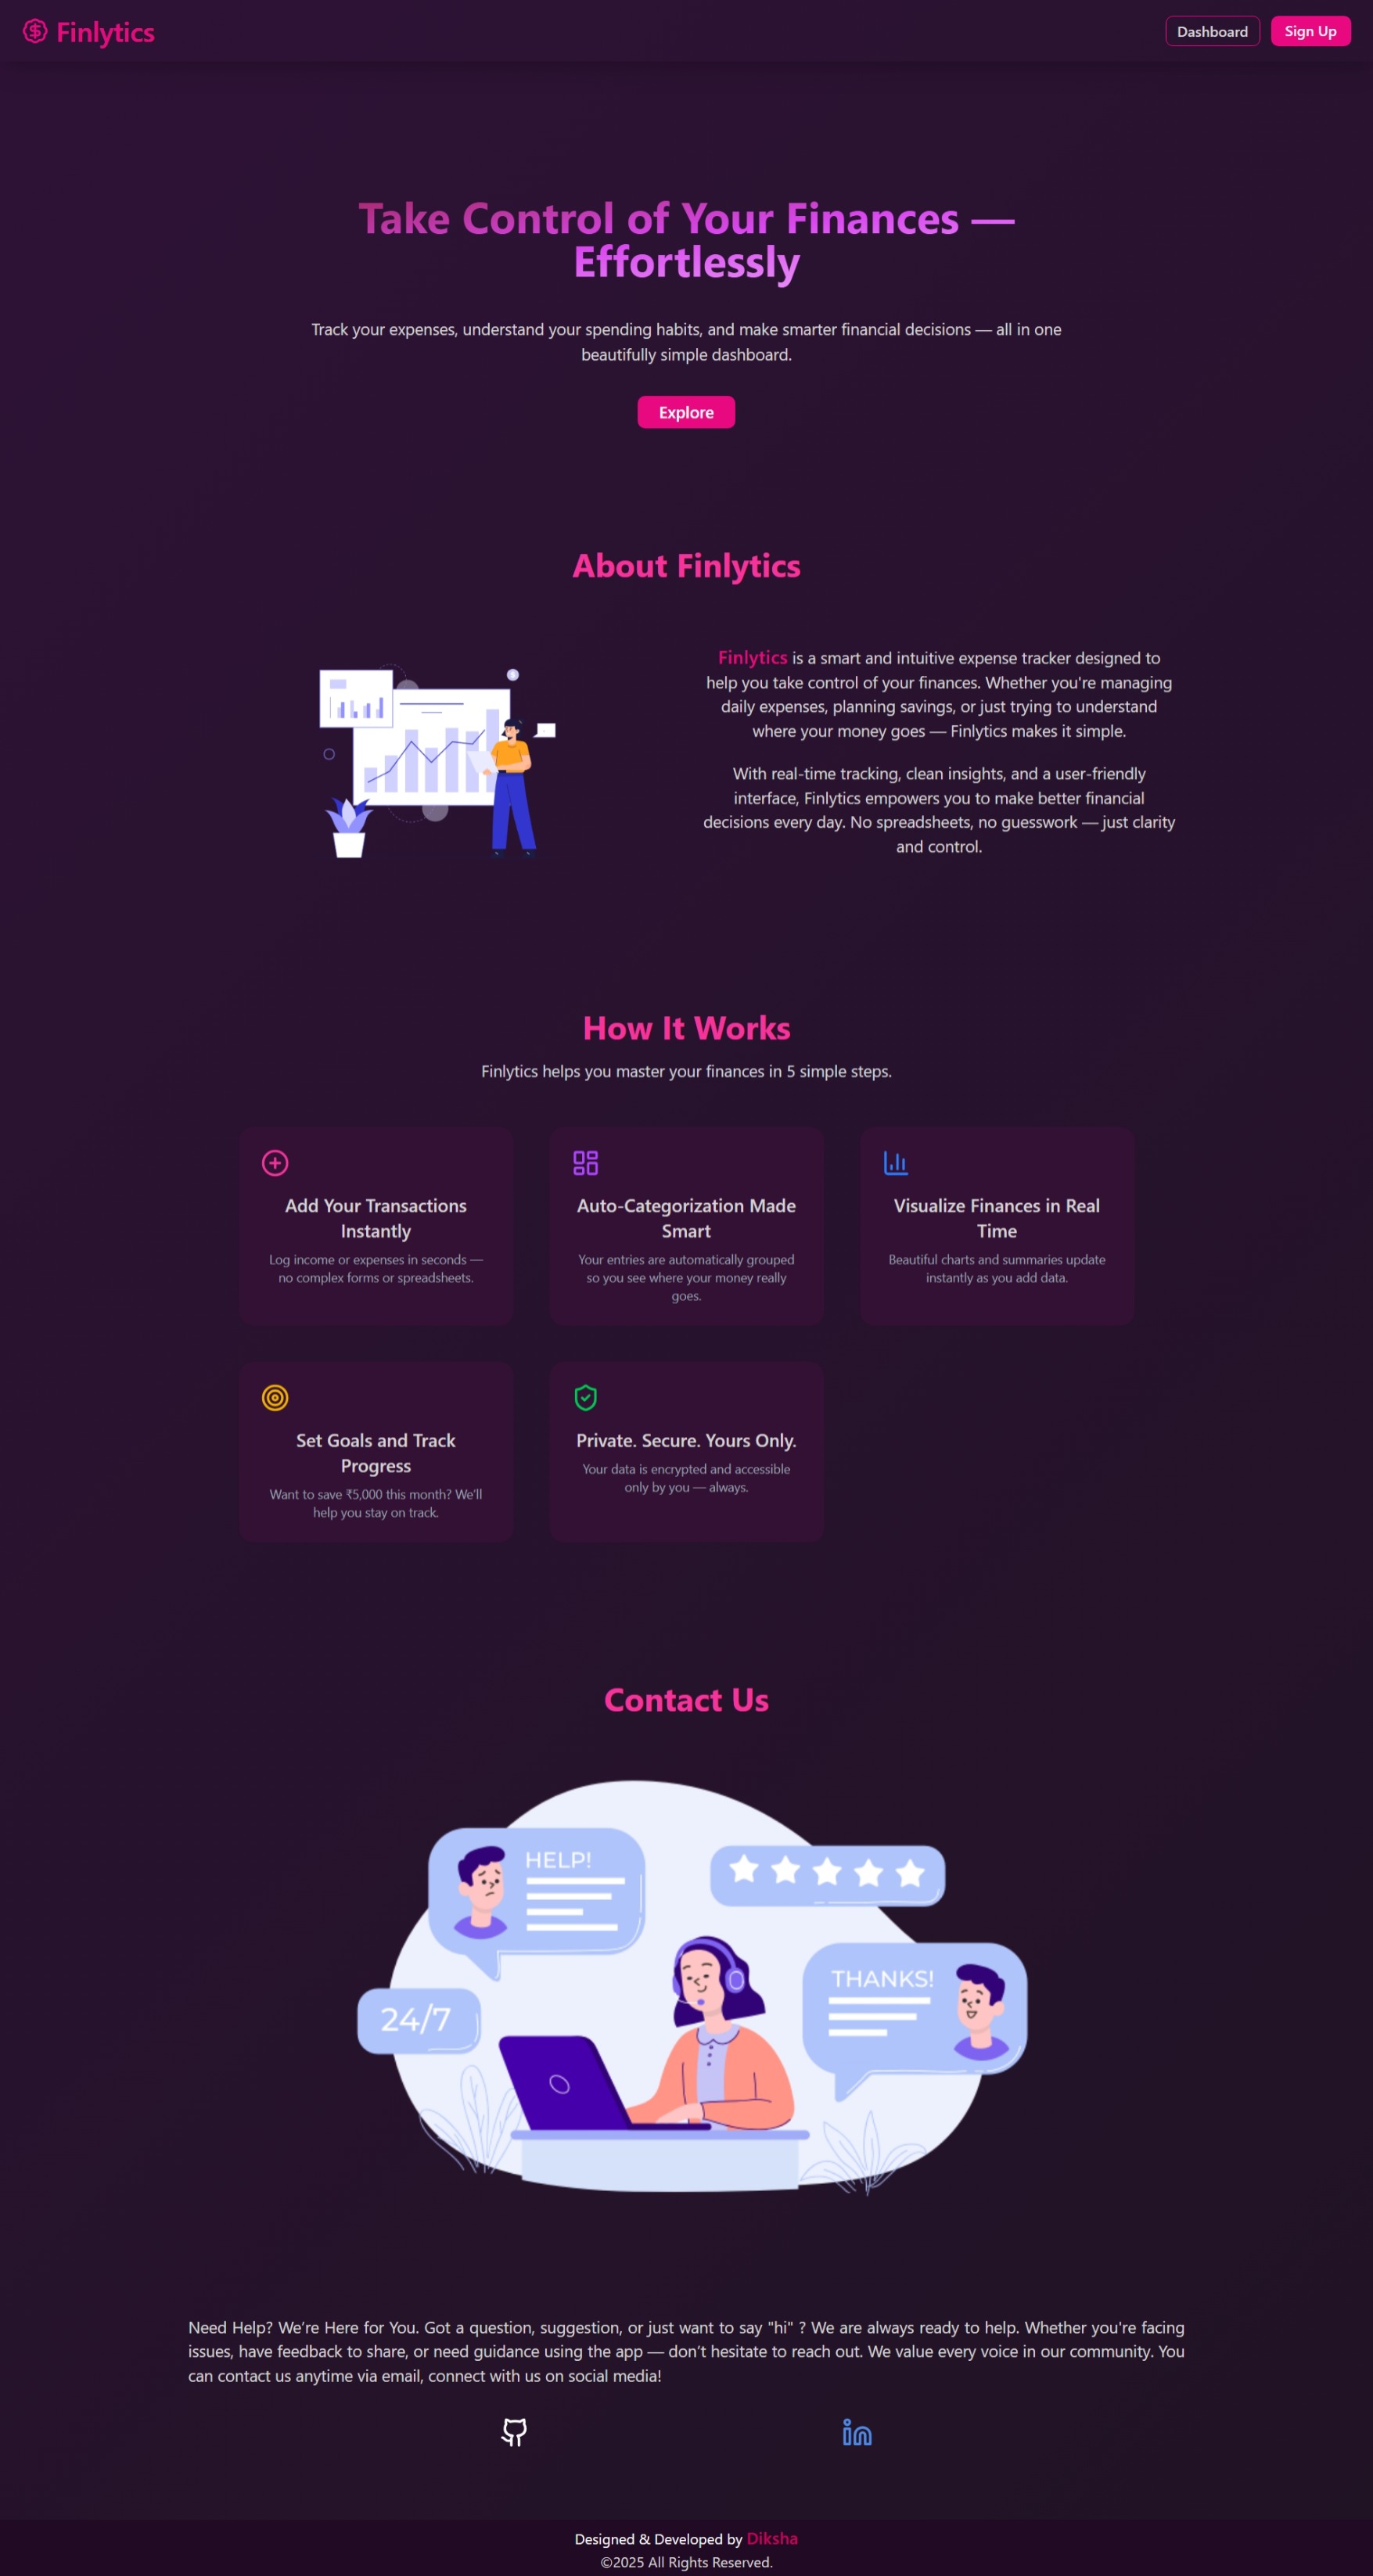 Finlytics
Dashboard
Sign Up
Take Control of Your Finances —
Effortlessly
Track your expenses, understand your spending habits, and make smarter financial decisions — all in one
beautifully simple dashboard.
Explore
About Finlytics
Finlytics is a smart and intuitive expense tracker designed to
help you take control of your finances. Whether you're managing
daily expenses, planning savings, or just trying to understand
where your money goes — Finlytics makes it simple.
With real-time tracking, clean insights, and a user-friendly
interface, Finlytics empowers you to make better financial
decisions every day. No spreadsheets, no guesswork — just clarity
and control.
How It Works
Finlytics helps you master your finances in 5 simple steps.
Add Your Transactions
Instantly
Log income or expenses in seconds —
no complex forms or spreadsheets.
Auto-Categorization Made
Smart
Your entries are automatically grouped
so you see where your money really
goes.
Visualize Finances in Real
Time
Beautiful charts and summaries update
instantly as you add data.
Set Goals and Track
Progress
Want to save ₹5,000 this month? We'll
help you stay on track.
Private. Secure. Yours Only.
Your data is encrypted and accessible
only by you — always.
Contact Us
HELP!
THANKS!
24/7
Need Help? We’re Here for You. Got a question, suggestion, or just want to say "hi" ? We are always ready to help. Whether you're facing
issues, have feedback to share, or need guidance using the app — don’t hesitate to reach out. We value every voice in our community. You
can contact us anytime via email, connect with us on social media!
Designed & Developed by Diksha
©2025 All Rights Reserved.